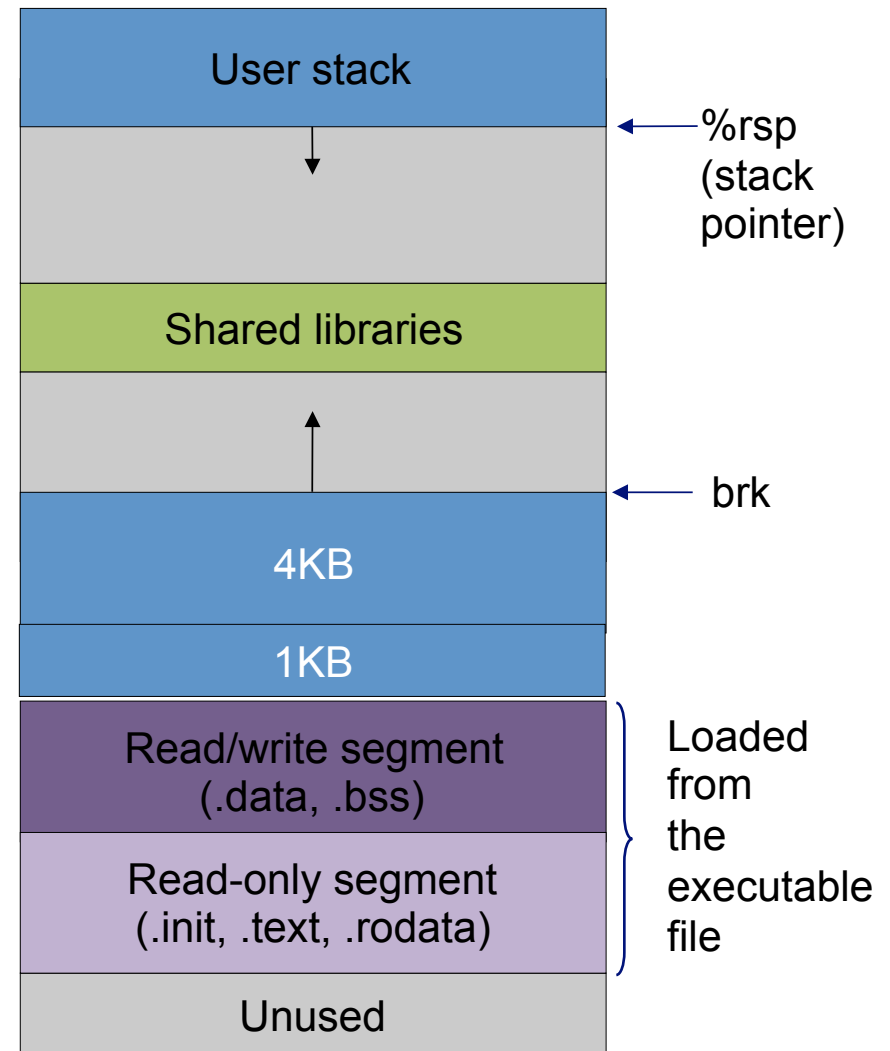 User stack
%rsp
(stack
pointer)
Shared libraries
brk
4KB
1KB
Read/write segment
(.data, .bss)
Loaded
from
the
executable
file
Read-only segment
(.init, .text, .rodata)
Unused